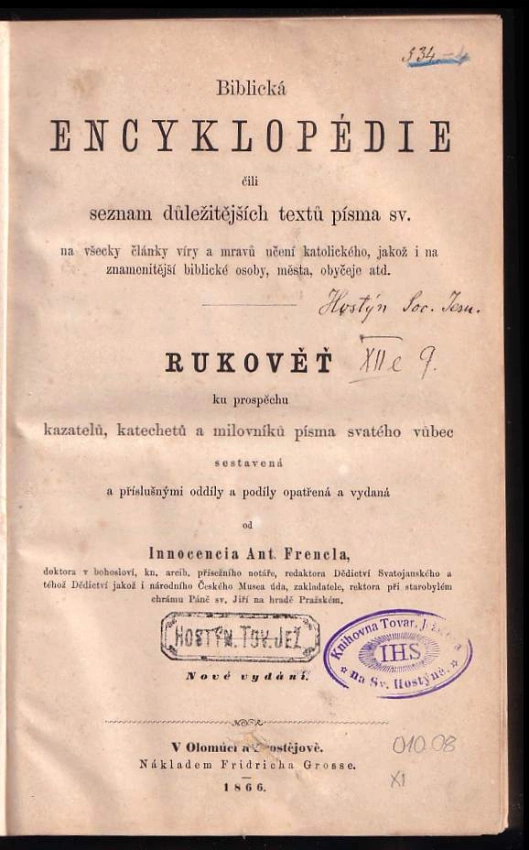 334-4
Biblická
ENCYKLOPÉDIE
čili
seznam důležitějších textů písma sv.
na všecky články víry a mravů učení katolického, jakož i na
znamenitější biblické osoby, města, obyčeje atd.
Hostýn Soc. Jesu.
RUKOVĚŤ
XII e 9.
ku prospěchu
kazatelů, katechetů a milovníků písma svatého vůbec
sestavená
a příslušnými oddíly a podíly opatřená a vydaná
od
Innocencia Ant. Frencla,
doktora v bohosloví, kn. arcib. přísežního notáře, redaktora Dědictví Svatojanského a
téhož Dědictví jakož i národního Českého Musea úda, zakladatele, rektora při starobylém
chrámu Páně sv. Jiří na hradě Pražském.
HOSTÝN. TOV. JEŽ.
Knihovna Tovar.
IHS
na Sv. Hostýně.
Nové vydání.
V Olomúci a Prostějově.
Nákladem Fridricha Grosse.
1866.
010.08
XI